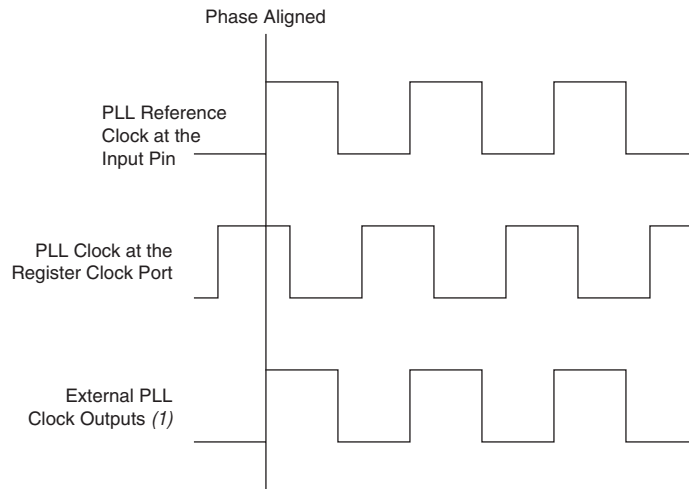 Phase Aligned
PLL Reference
Clock at the
Input Pin
PLL Clock at the
Register Clock Port
External PLL
Clock Outputs (1)